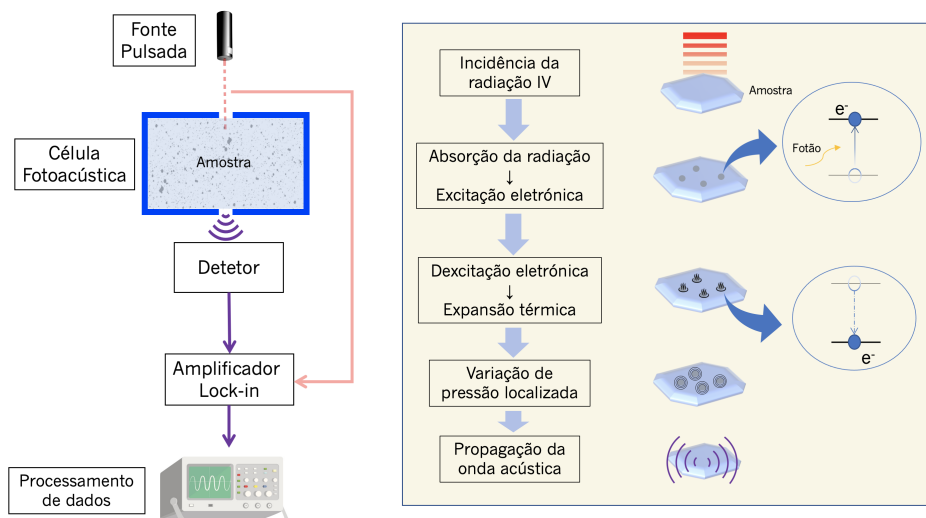 Fonte
Pulsada
Célula
Fotoacústica
Amostra
Detetor
Amplificador
Lock-in
Processamento
de dados
Incidência da
radiação IV
Absorção da radiação
↓
Excitação eletrónica
Dexcitação eletrónica
↓
Expansão térmica
Variação de
pressão localizada
Propagação da
onda acústica
Amostra
e-
Fotão
e-